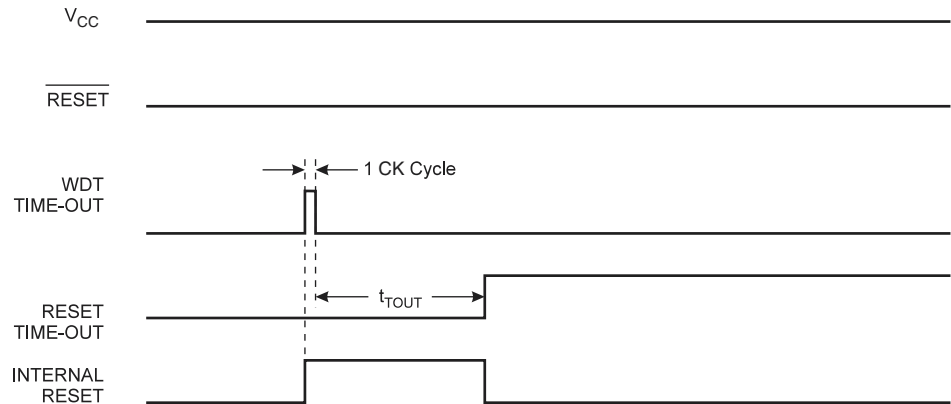 VCC
RESET
1 CK Cycle
WDT
TIME-OUT
tTOUT
RESET
TIME-OUT
INTERNAL
RESET